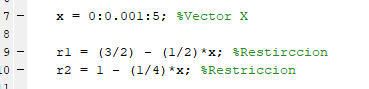 7 - x = 0:0.001:5; %Vector X
8
9 - r1 = (3/2) - (1/2)*x; %Restirccion
10 - r2 = 1 - (1/4)*x; %Restriccion